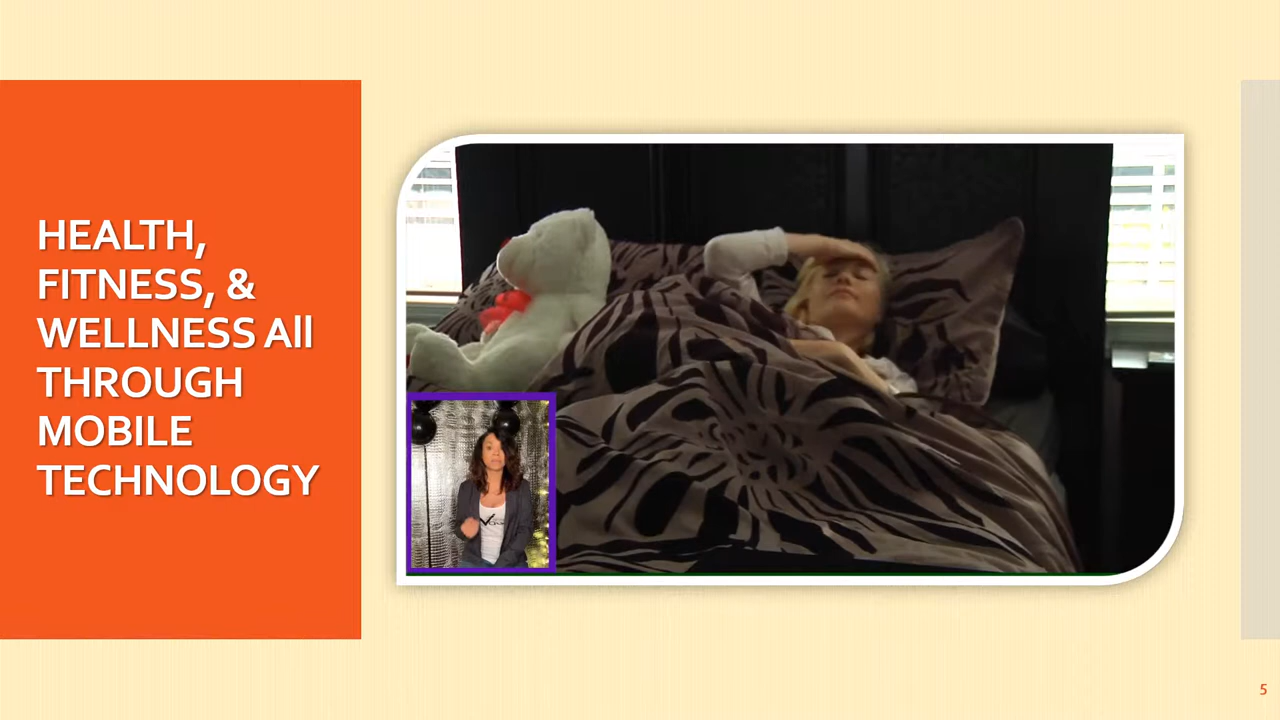 HEALTH,
FITNESS, &
WELLNESS All
THROUGH
MOBILE
TECHNOLOGY
5